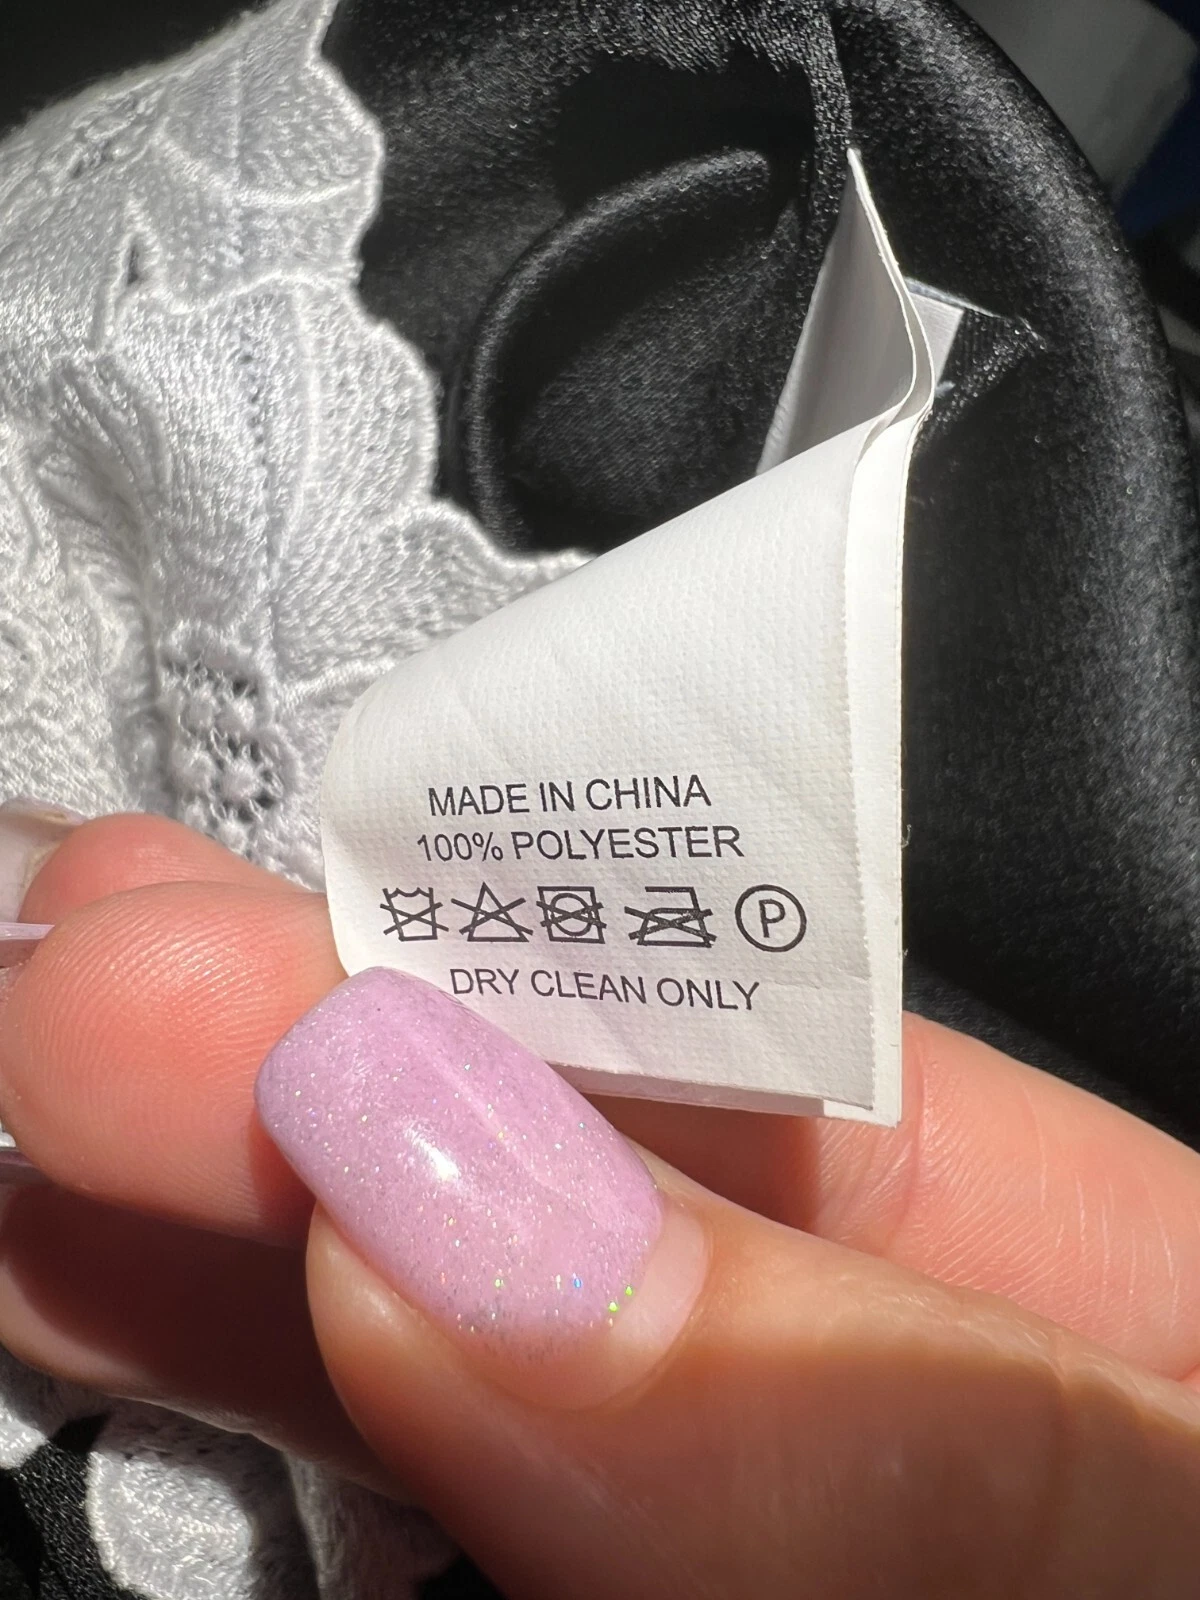 MADE IN CHINA
100% POLYESTER
P
DRY CLEAN ONLY